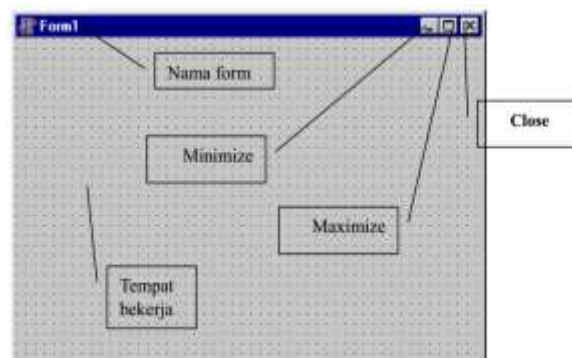 Form1
Nama form
Close
Minimize
Maximize
Tempat
bekerja